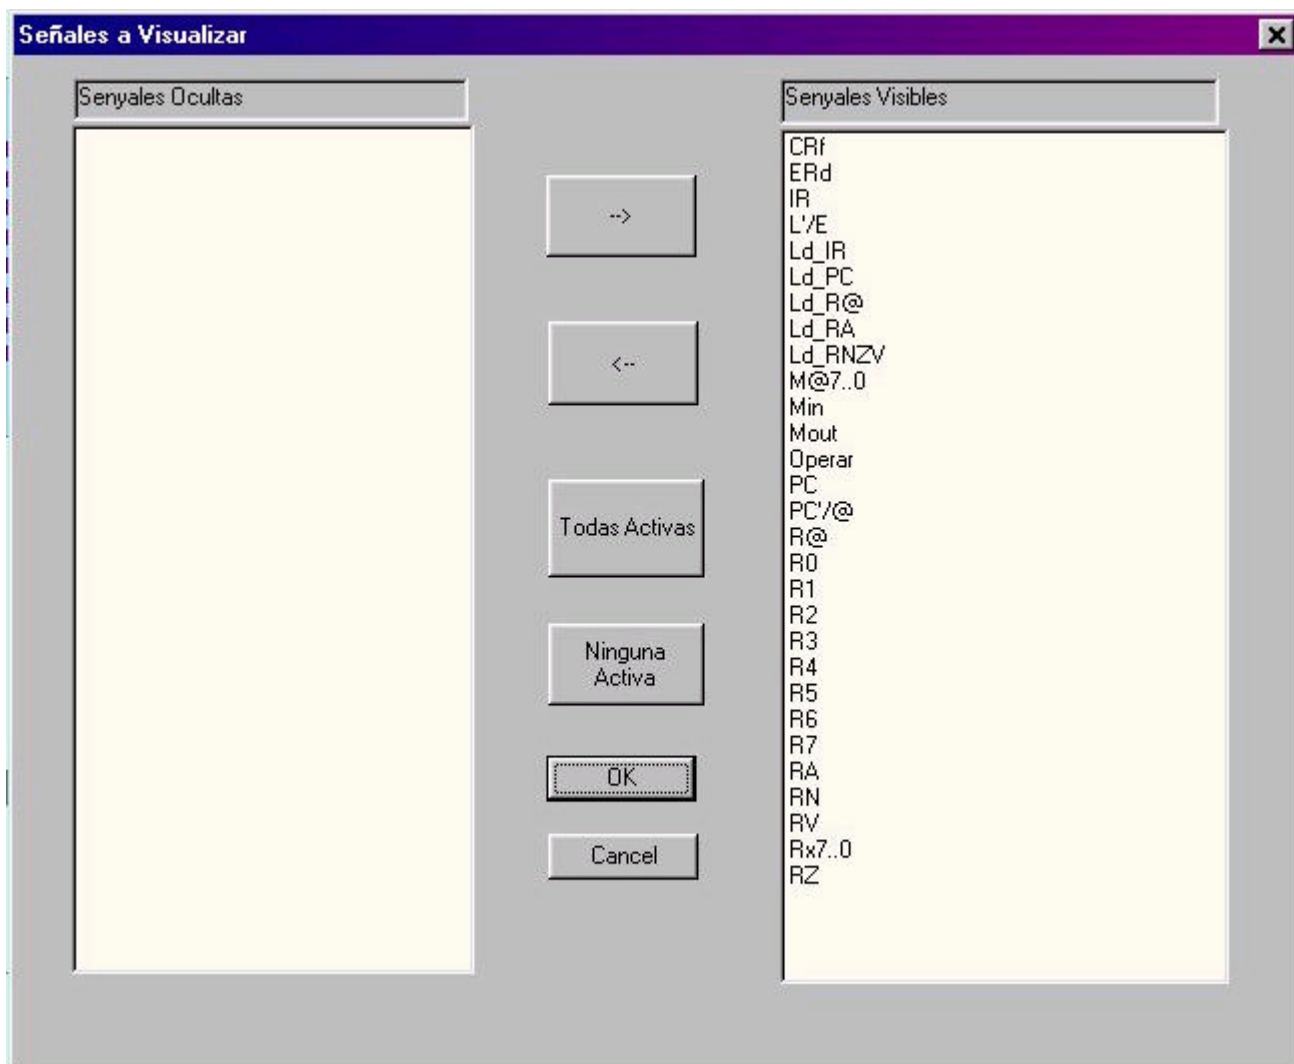 Señales a Visualizar
Senyales Ocultas
Senyales Visibles
-->
<--
Todas Activas
Ninguna
Activa
OK
Cancel
CRf
ERd
IR
L'/E
Ld_IR
Ld_PC
Ld_R@
Ld_RA
Ld_RNZV
M@7..0
Min
Mout
Operar
PC
PC'/@
R@
R0
R1
R2
R3
R4
R5
R6
R7
RA
RN
RV
Rx7..0
RZ